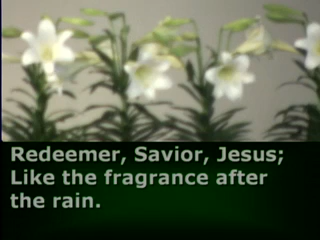 Redeemer, Savior, Jesus;
Like the fragrance after
the rain.